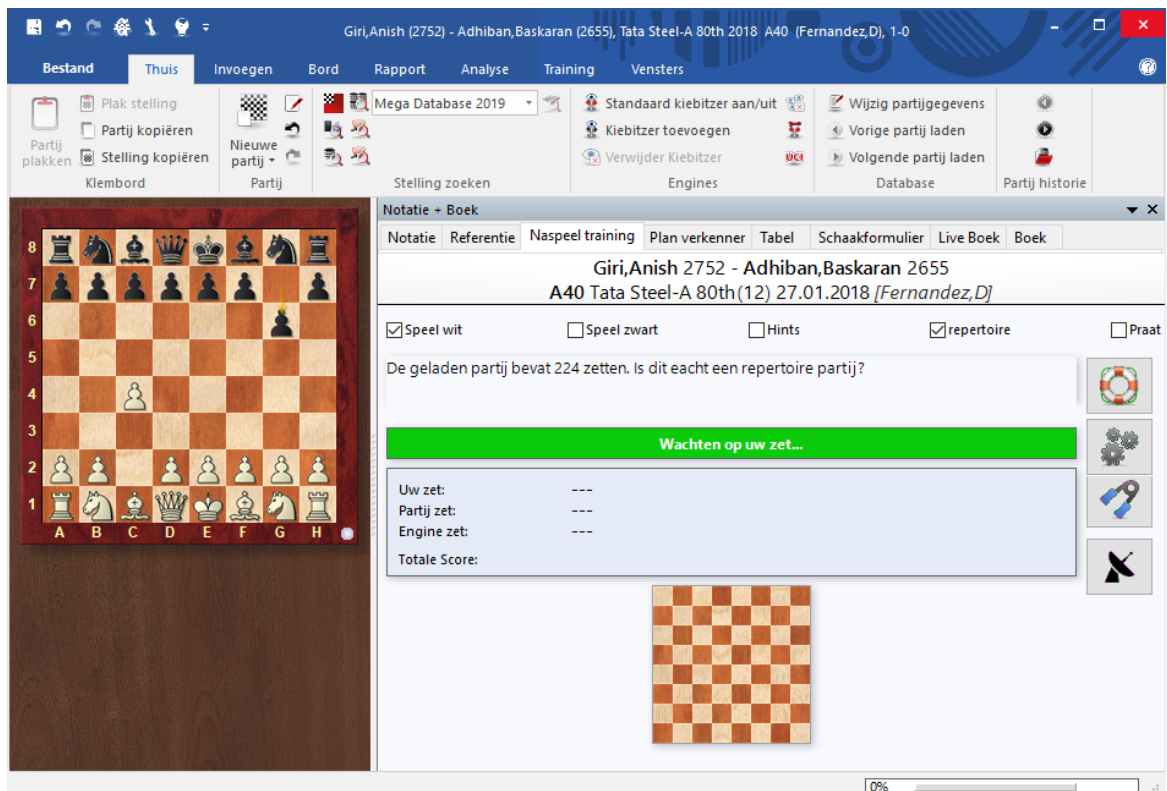 Giri,Anish (2752) - Adhiban,Baskaran (2655), Tata Steel-A 80th 2018 A40 (Fernandez,D), 1-0
Bestand Thuis Invoegen Bord Rapport Analyse Training Vensters
Plak stelling
Partij kopiëren
Stelling kopiëren
Partij plakken
Klembord
Nieuwe partij
Partij
Mega Database 2019
Stelling zoeken
Standaard kiebitzer aan/uit
Kiebitzer toevoegen
Verwijder Kiebitzer
UCI
Engines
Wijzig partijgegevens
Vorige partij laden
Volgende partij laden
Database
Partij historie
Notatie + Boek
Notatie Referentie Naspeel training Plan verkenner Tabel Schaakformulier Live Boek Boek
Giri,Anish 2752 - Adhiban,Baskaran 2655
A40 Tata Steel-A 80th(12) 27.01.2018 [Fernandez,D]
Speel wit Speel zwart Hints repertoire Praat
De geladen partij bevat 224 zetten. Is dit eacht een repertoire partij?
Wachten op uw zet...
Uw zet: ---
Partij zet: ---
Engine zet: ---
Totale Score:
8
7
6
5
4
3
2
1
A B C D E F G H
0%